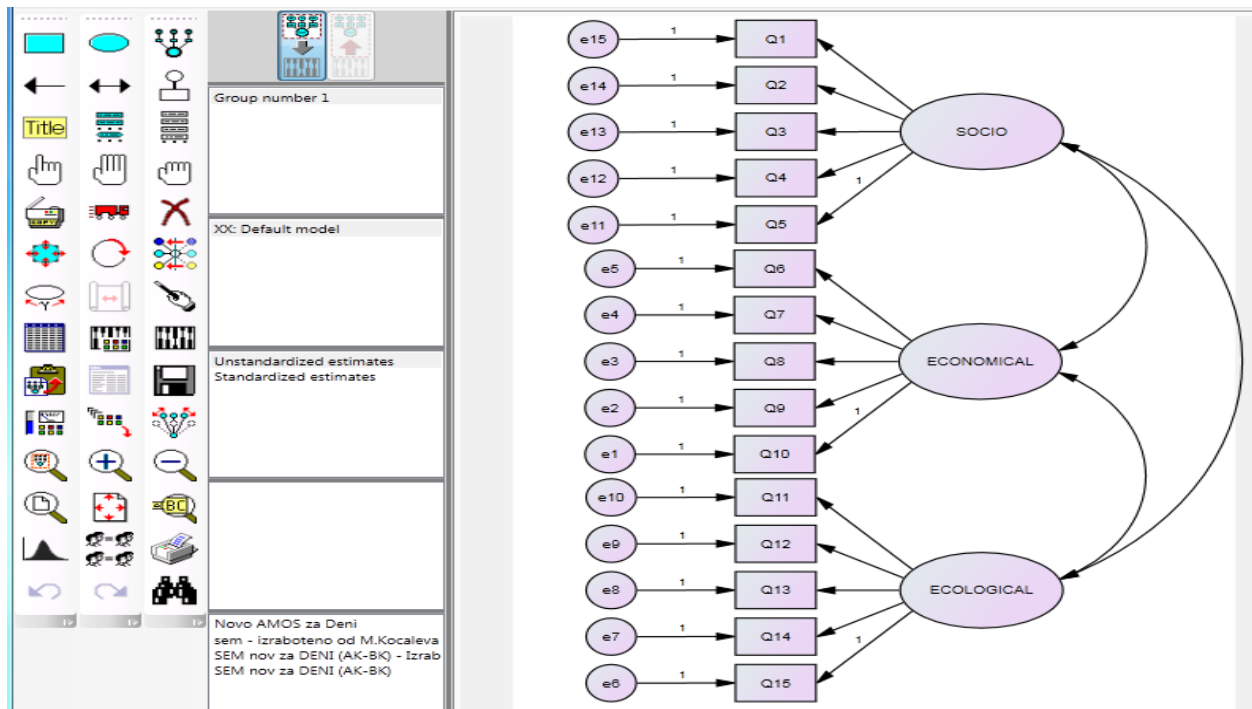 Title
COPY
γ
BC
Group number 1
XX: Default model
Unstandardized estimates
Standardized estimates
Novo AMOS za Deni
sem - izraboteno od M.Kocaleva
SEM nov za DENI (AK-BK) - Izrab
SEM nov za DENI (AK-BK)
e15 1 Q1
e14 1 Q2
e13 1 Q3
SOCIO
e12 1 Q4
1
e11 1 Q5
e5 1 Q6
e4 1 Q7
e3 1 Q8
ECONOMICAL
e2 1 Q9
1
e1 1 Q10
e10 1 Q11
e9 1 Q12
e8 1 Q13
ECOLOGICAL
e7 1 Q14
1
e6 1 Q15